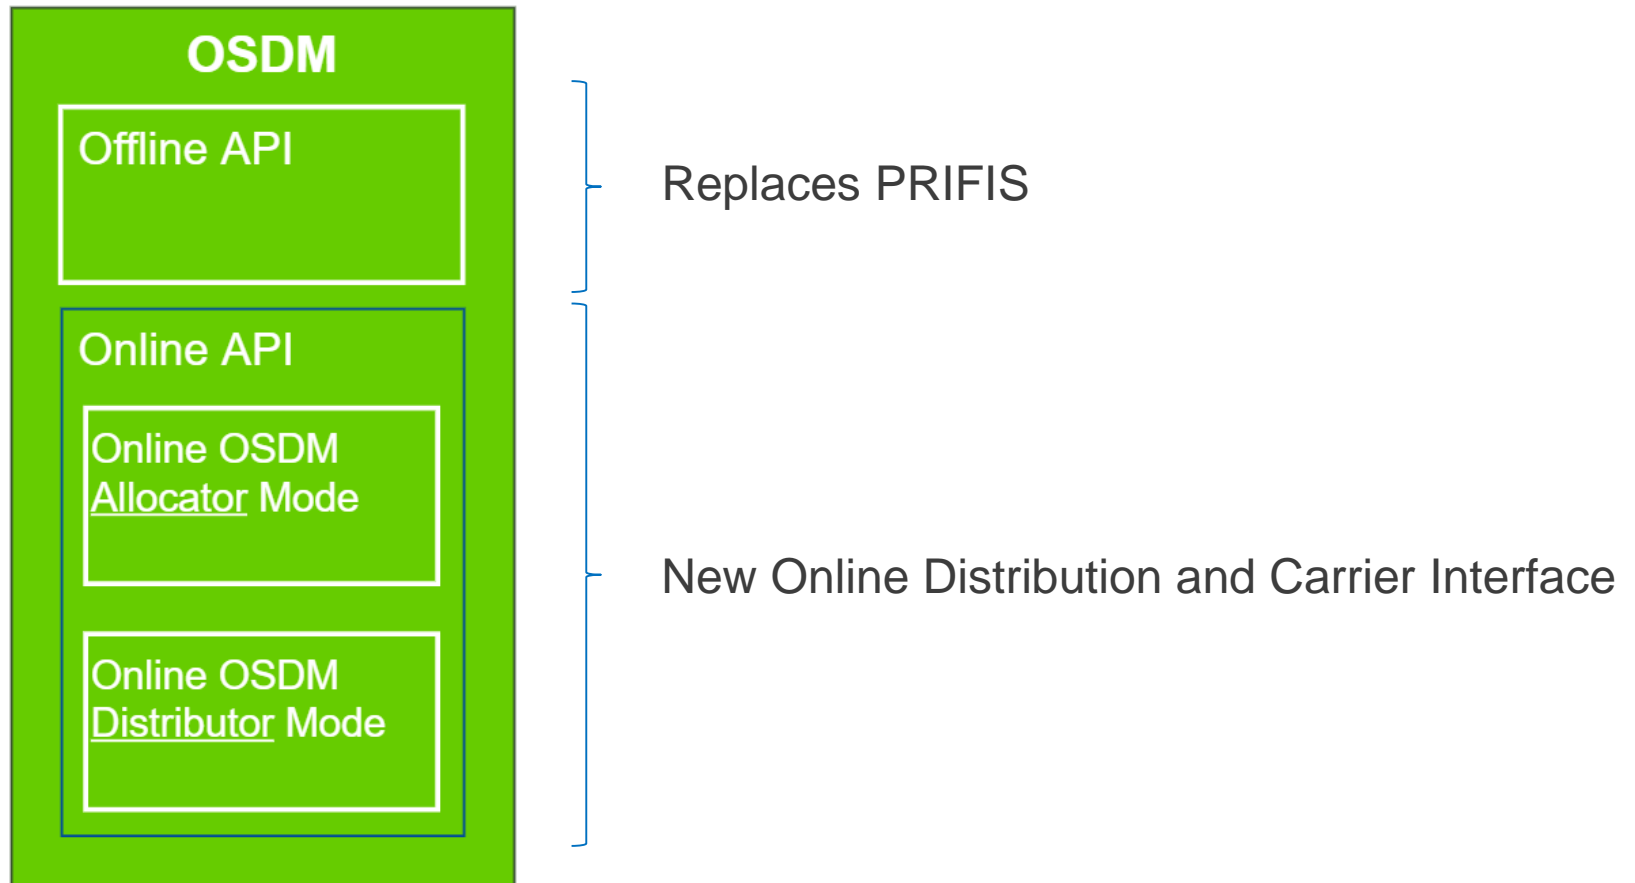 OSDM
Offline API
Replaces PRIFIS
Online API
Online OSDM
Allocator Mode
New Online Distribution and Carrier Interface
Online OSDM
Distributor Mode